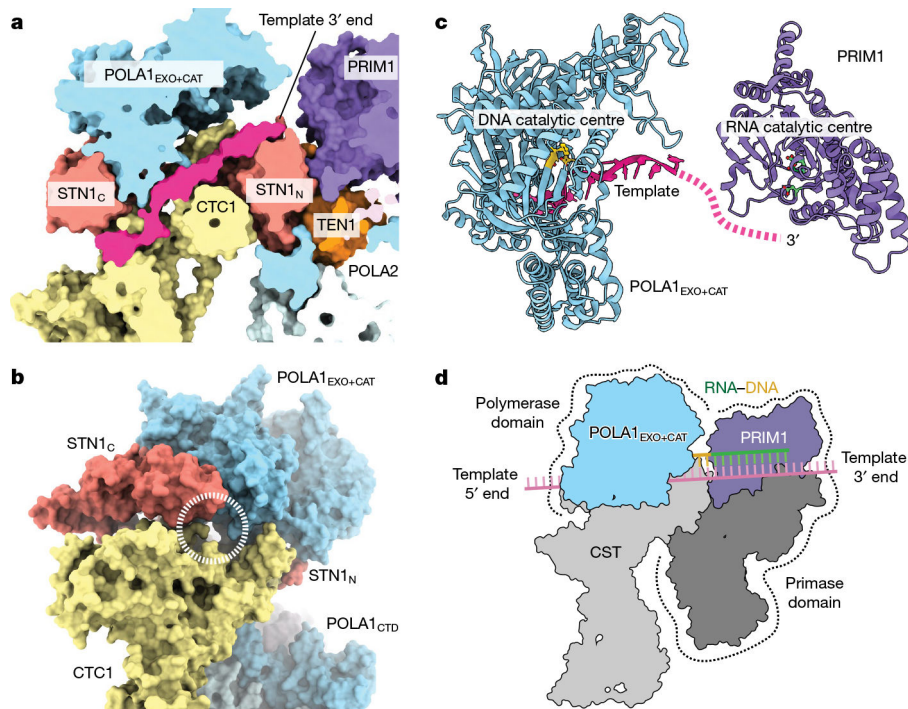 a
Template 3′ end
POLA1EXO+CAT
PRIM1
STN1C
STN1N
CTC1
TEN1
POLA2
b
POLA1EXO+CAT
STN1C
STN1N
POLA1CTD
CTC1
c
PRIM1
DNA catalytic centre
RNA catalytic centre
Template
3′
POLA1EXO+CAT
d
RNA–DNA
Polymerase
domain
POLA1EXO+CAT
PRIM1
Template
5′ end
Template
3′ end
CST
Primase
domain